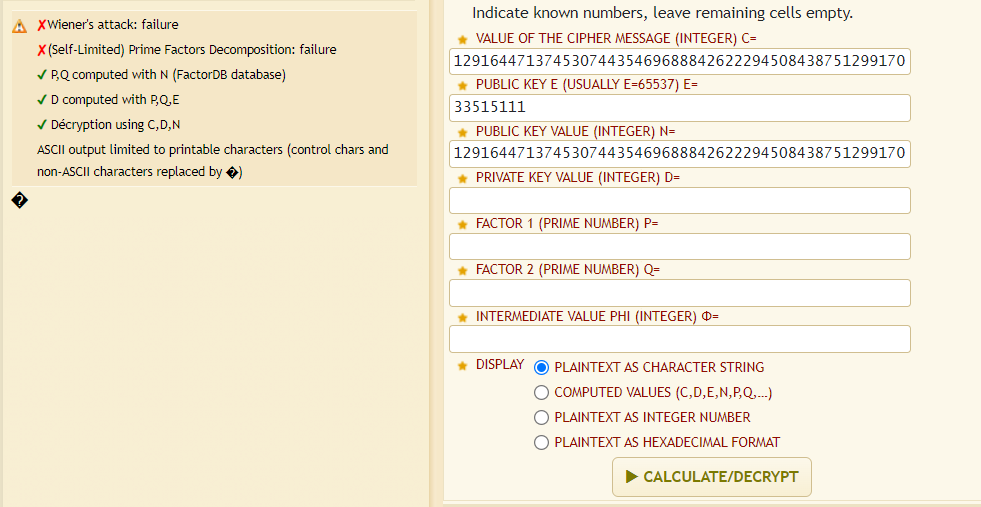 ✗Wiener's attack: failure
✗(Self-Limited) Prime Factors Decomposition: failure
✓ P,Q computed with N (FactorDB database)
✓ D computed with P,Q,E
✓ Décryption using C,D,N
ASCII output limited to printable characters (control chars and
non-ASCII characters replaced by �)
�
Indicate known numbers, leave remaining cells empty.
★ VALUE OF THE CIPHER MESSAGE (INTEGER) C=
12916447137453074435469688842622294508438751299170
★ PUBLIC KEY E (USUALLY E=65537) E=
33515111
★ PUBLIC KEY VALUE (INTEGER) N=
12916447137453074435469688842622294508438751299170
★ PRIVATE KEY VALUE (INTEGER) D=
★ FACTOR 1 (PRIME NUMBER) P=
★ FACTOR 2 (PRIME NUMBER) Q=
★ INTERMEDIATE VALUE PHI (INTEGER) Φ=
★ DISPLAY
PLAINTEXT AS CHARACTER STRING
COMPUTED VALUES (C,D,E,N,P,Q,...)
PLAINTEXT AS INTEGER NUMBER
PLAINTEXT AS HEXADECIMAL FORMAT
▶ CALCULATE/DECRYPT